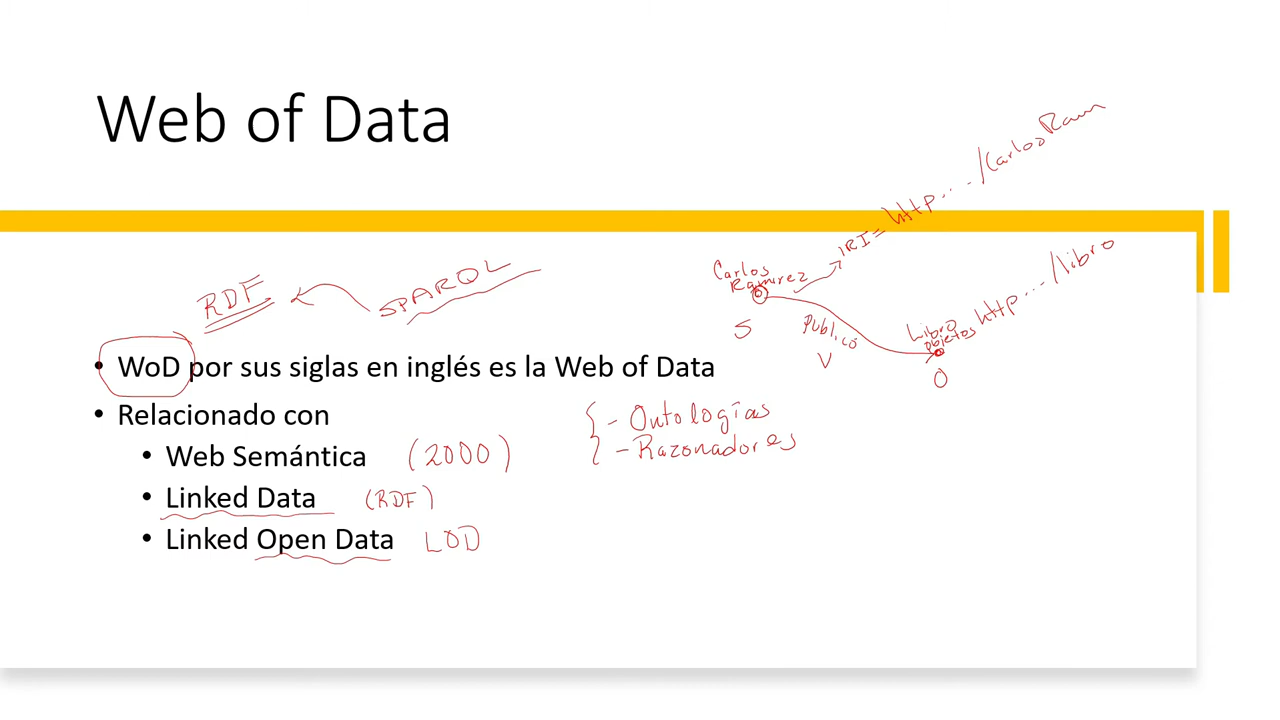 Web of Data
IRI= http..../CarlosRam
Carlos
Ramirez
http..../libro
RDF
SPARQL
S
Publicó
V
Libro
objetos
O
• WoD por sus siglas en inglés es la Web of Data
• Relacionado con
- Ontologías
- Razonadores
• Web Semántica (2000)
• Linked Data (RDF)
• Linked Open Data LOD